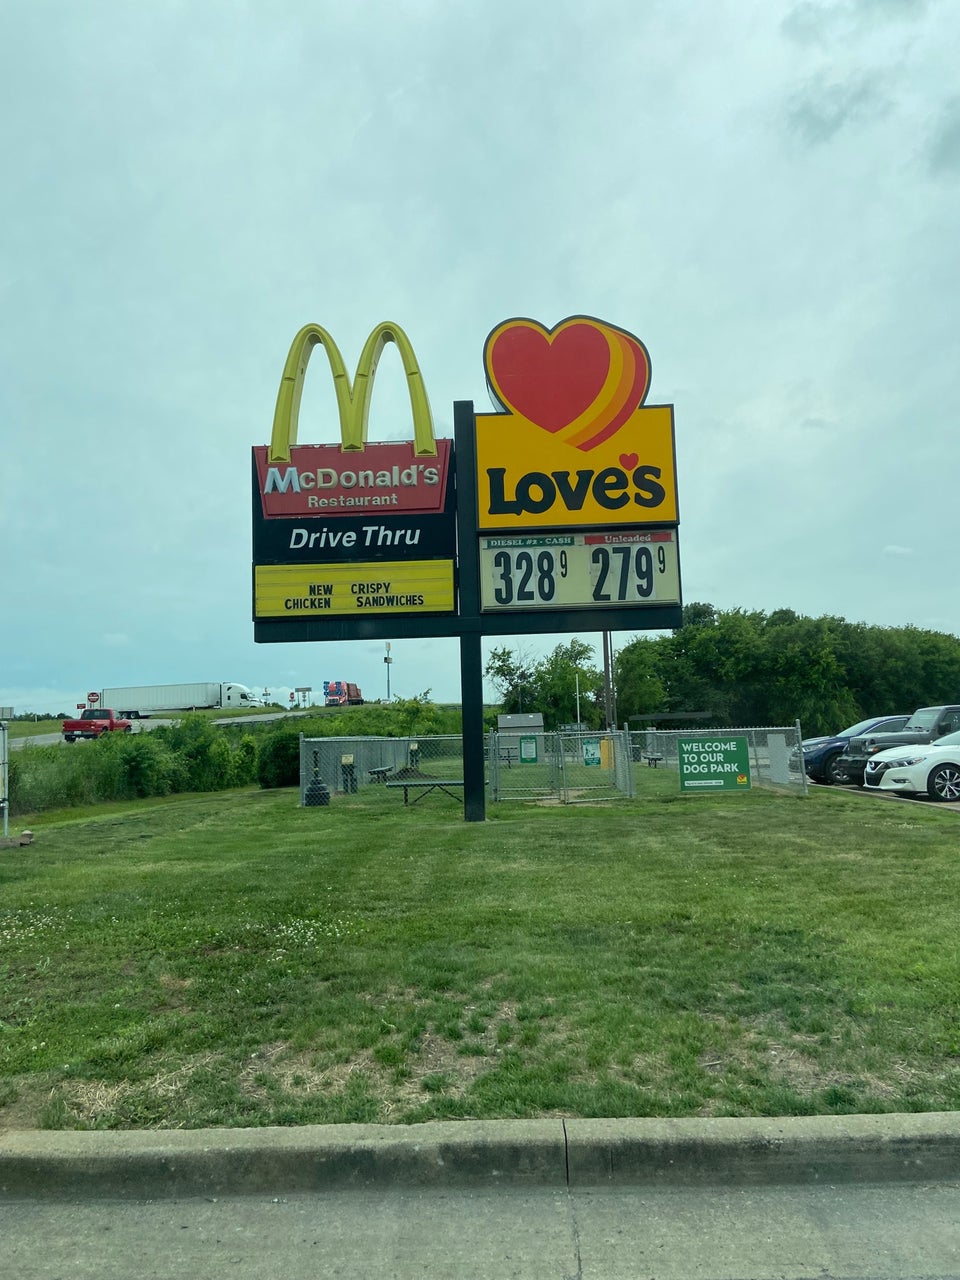 McDonald's
Restaurant
Drive Thru
NEW CRISPY
CHICKEN SANDWICHES
Love's
DIESEL #2 - CASH
Unleaded
328 9
279 9
WELCOME
TO OUR
DOG PARK